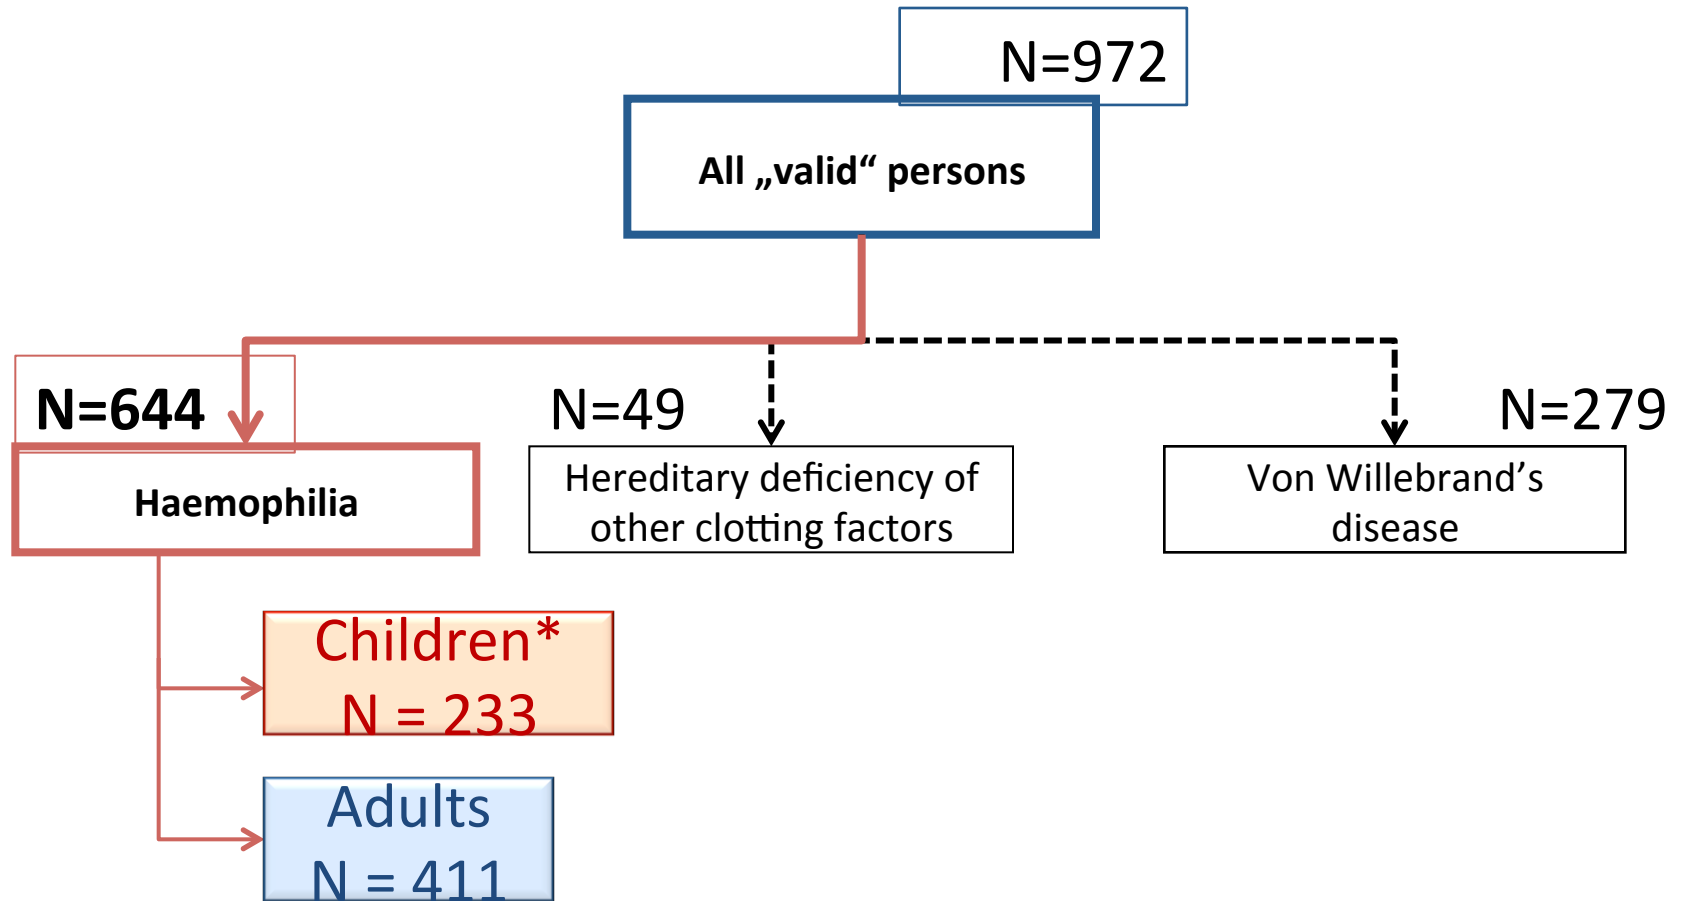 N=972
All „valid“ persons
N=644
N=49
N=279
Haemophilia
Hereditary deficiency of
other clotting factors
Von Willebrand’s
disease
Children*
N = 233
Adults
N = 411